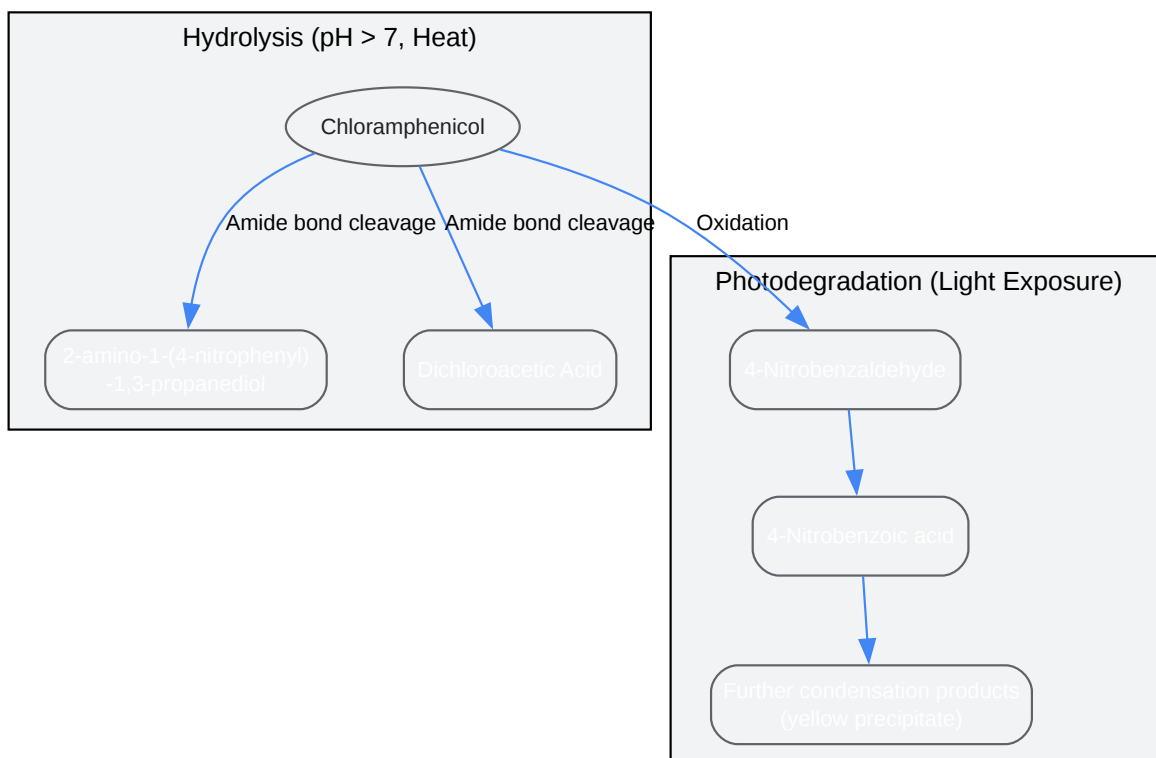 Hydrolysis (pH > 7, Heat)
Chloramphenicol
Amide bond cleavage
Amide bond cleavage
Oxidation
2-amino-1-(4-nitrophenyl)
-1,3-propanediol
Dichloroacetic Acid
Photodegradation (Light Exposure)
4-Nitrobenzaldehyde
4-Nitrobenzoic acid
Further condensation products
(yellow precipitate)